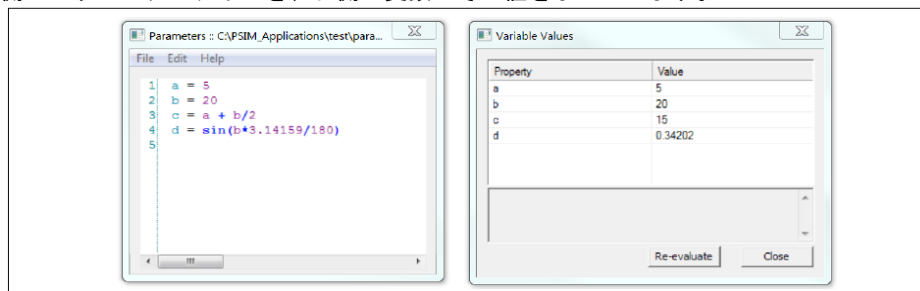 Parameters :: C:\PSIM_Applications\test\para...
File Edit Help
1 a = 5
2 b = 20
3 c = a + b/2
4 d = sin(b*3.14159/180)
5
Variable Values
Property Value
a 5
b 20
c 15
d 0.34202
Re-evaluate Close